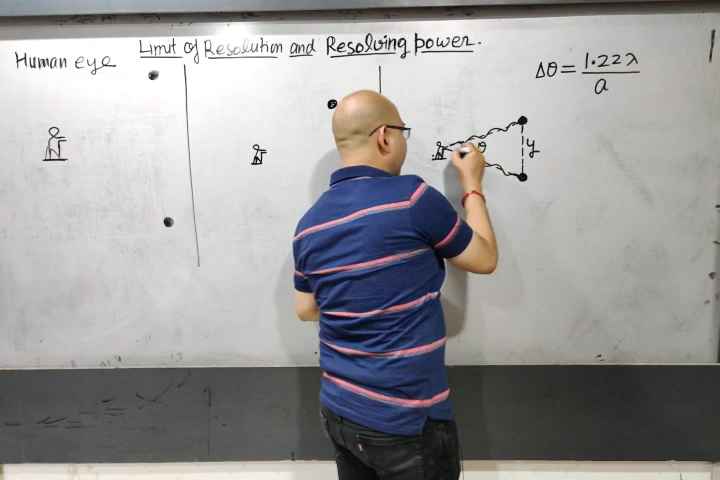 Limit of Resolution and Resolving power.
Human eye
Δθ = 1.22λ / a
θ
y